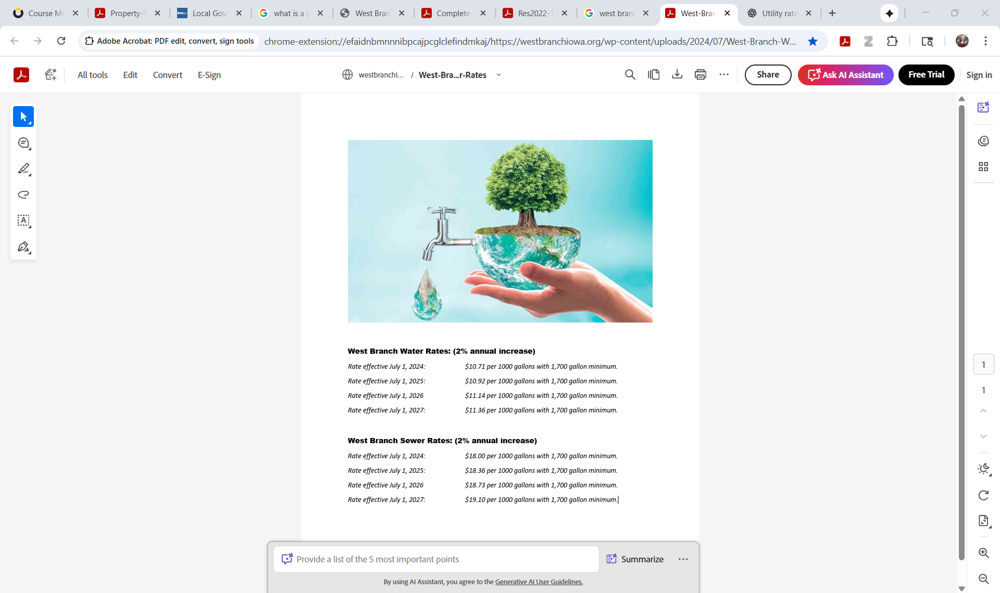 Course Mo
Property-T
Local Gove
what is a p
West Bran
Complete-
Res2022-1
west branc
West-Bran
Utility rate
Adobe Acrobat: PDF edit, convert, sign tools
chrome-extension://efaidnbmnnnibpcajpcglclefindmkaj/https://westbranchiowa.org/wp-content/uploads/2024/07/West-Branch-W...
All tools
Edit
Convert
E-Sign
westbranchi... / West-Bra...r-Rates
Share
Ask AI Assistant
Free Trial
Sign in
West Branch Water Rates: (2% annual increase)
Rate effective July 1, 2024: $10.71 per 1000 gallons with 1,700 gallon minimum.
Rate effective July 1, 2025: $10.92 per 1000 gallons with 1,700 gallon minimum.
Rate effective July 1, 2026 $11.14 per 1000 gallons with 1,700 gallon minimum.
Rate effective July 1, 2027: $11.36 per 1000 gallons with 1,700 gallon minimum.
West Branch Sewer Rates: (2% annual increase)
Rate effective July 1, 2024: $18.00 per 1000 gallons with 1,700 gallon minimum.
Rate effective July 1, 2025: $18.36 per 1000 gallons with 1,700 gallon minimum.
Rate effective July 1, 2026 $18.73 per 1000 gallons with 1,700 gallon minimum.
Rate effective July 1, 2027: $19.10 per 1000 gallons with 1,700 gallon minimum.
1
1
Provide a list of the 5 most important points
Summarize
By using AI Assistant, you agree to the Generative AI User Guidelines.